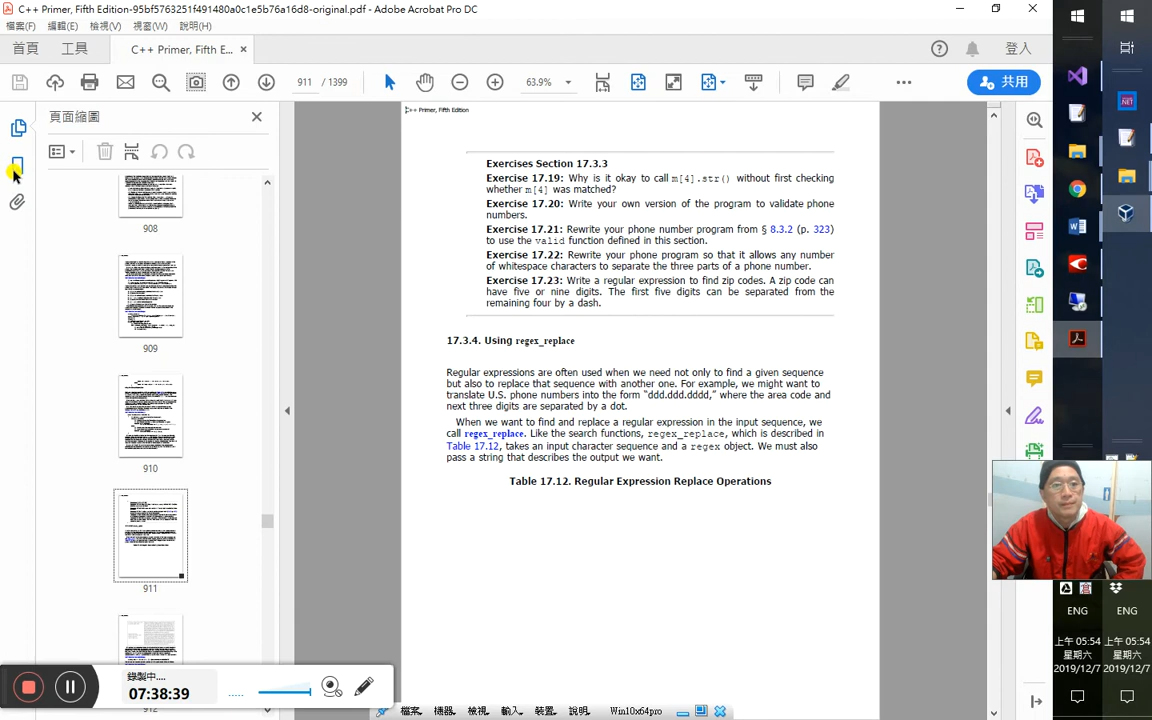 C++ Primer, Fifth Edition-95bf5763251f491480a0c1e5b76a16d8-original.pdf - Adobe Acrobat Pro DC
檔案(F) 編輯(E) 檢視(V) 視窗(W) 說明(H)
首頁 工具 C++ Primer, Fifth E... × 登入
911 / 1399 63.9% 共用
頁面縮圖
908
909
910
911
C++ Primer, Fifth Edition
Exercises Section 17.3.3
Exercise 17.19: Why is it okay to call m[4].str() without first checking
whether m[4] was matched?
Exercise 17.20: Write your own version of the program to validate phone
numbers.
Exercise 17.21: Rewrite your phone number program from § 8.3.2 (p. 323)
to use the valid function defined in this section.
Exercise 17.22: Rewrite your phone program so that it allows any number
of whitespace characters to separate the three parts of a phone number.
Exercise 17.23: Write a regular expression to find zip codes. A zip code can
have five or nine digits. The first five digits can be separated from the
remaining four by a dash.
17.3.4. Using regex_replace
Regular expressions are often used when we need not only to find a given sequence
but also to replace that sequence with another one. For example, we might want to
translate U.S. phone numbers into the form “ddd.ddd.dddd,” where the area code and
next three digits are separated by a dot.
When we want to find and replace a regular expression in the input sequence, we
call regex_replace. Like the search functions, regex_replace, which is described in
Table 17.12, takes an input character sequence and a regex object. We must also
pass a string that describes the output we want.
Table 17.12. Regular Expression Replace Operations
錄製中....
07:38:39
檔案 機器 檢視 輸入 裝置 說明 Win10x64pro
.NET
ENG ENG
上午 05:54 上午 05:54
星期六 星期六
2019/12/7 2019/12/7